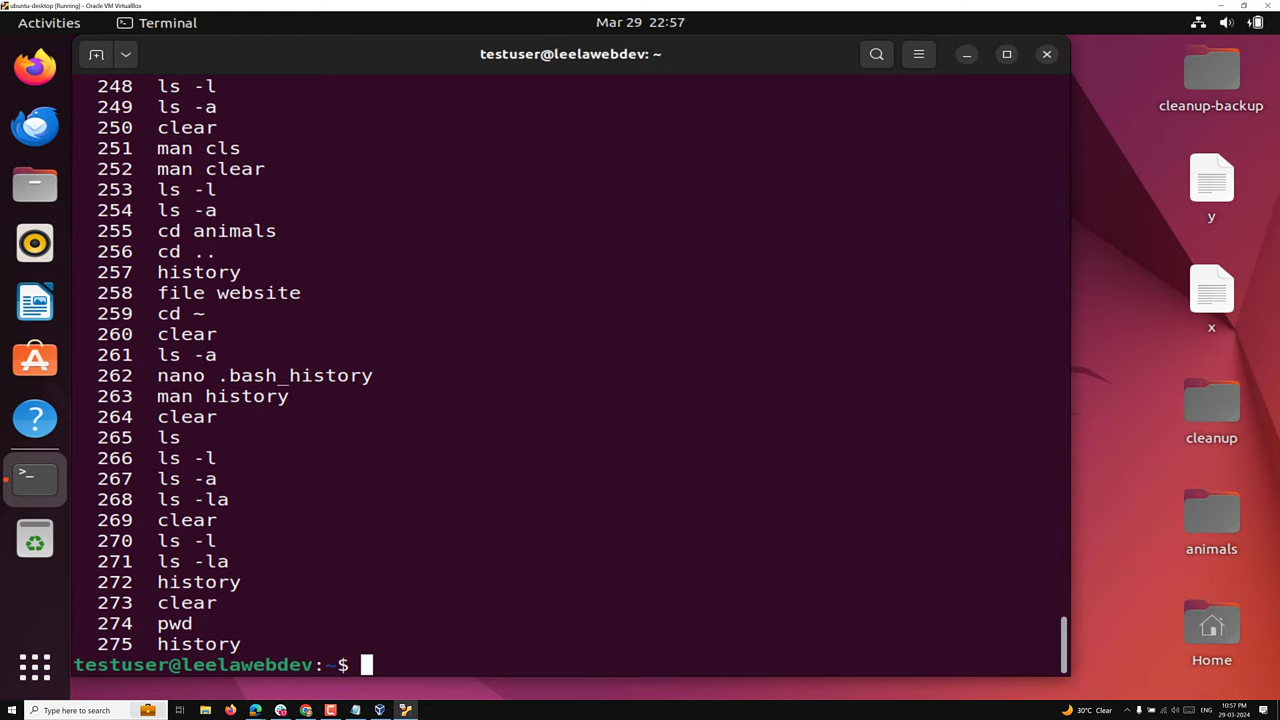 ubuntu-desktop [Running] - Oracle VM VirtualBox
Activities
Terminal
Mar 29 22:57
testuser@leelawebdev: ~
248 ls -l
249 ls -a
250 clear
251 man cls
252 man clear
253 ls -l
254 ls -a
255 cd animals
256 cd ..
257 history
258 file website
259 cd ~
260 clear
261 ls -a
262 nano .bash_history
263 man history
264 clear
265 ls
266 ls -l
267 ls -a
268 ls -la
269 clear
270 ls -l
271 ls -la
272 history
273 clear
274 pwd
275 history
testuser@leelawebdev:~$
cleanup-backup
y
x
cleanup
animals
Home
Type here to search
30°C Clear
ENG
10:57 PM
29-03-2024